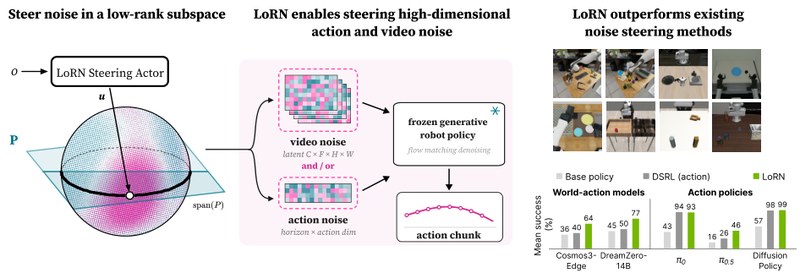 Steer noise in a low-rank subspace
o
LoRN Steering Actor
u
P
span(P)
LoRN enables steering high-dimensional
action and video noise
video noise
latent C × F × H × W
and / or
action noise
horizon × action dim
frozen generative
robot policy
flow matching denoising
action chunk
LoRN outperforms existing
noise steering methods
Base policy DSRL (action) LoRN
World-action models Action policies
Mean success
(%)
36 40 64
45 50 77
43 94 93
16 26 46
57 98 99
Cosmos3-
Edge
DreamZero-
14B
π0
π0.5
Diffusion
Policy